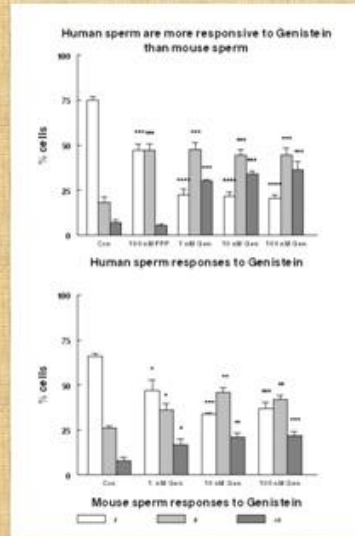 Human sperm are more responsive to Genistein
than mouse sperm
100
75
50
25
0
% cells
**** ***
****
***
***
****
***
***
****
***
***
Con
100 nM FPP
1 nM Gen
10 nM Gen
100 nM Gen
Human sperm responses to Genistein
100
75
50
25
0
% cells
*
*
*
***
**
**
***
**
***
Con
1 nM Gen
10 nM Gen
100 nM Gen
Mouse sperm responses to Genistein
F
B
AR